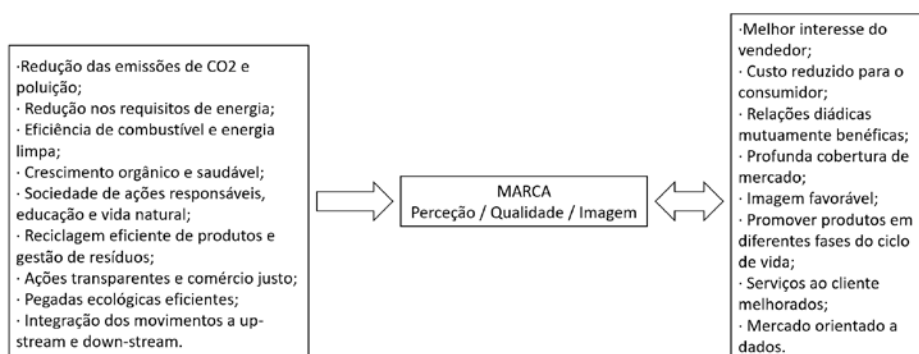 ·Redução das emissões de CO2 e
poluição;
· Redução nos requisitos de energia;
· Eficiência de combustível e energia
limpa;
· Crescimento orgânico e saudável;
· Sociedade de ações responsáveis,
educação e vida natural;
· Reciclagem eficiente de produtos e
gestão de resíduos;
· Ações transparentes e comércio justo;
· Pegadas ecológicas eficientes;
· Integração dos movimentos a up-
stream e down-stream.
MARCA
Perceção / Qualidade / Imagem
·Melhor interesse do
vendedor;
· Custo reduzido para o
consumidor;
· Relações diádicas
mutuamente benéficas;
· Profunda cobertura de
mercado;
· Imagem favorável;
· Promover produtos em
diferentes fases do ciclo
de vida;
· Serviços ao cliente
melhorados;
· Mercado orientado a
dados.